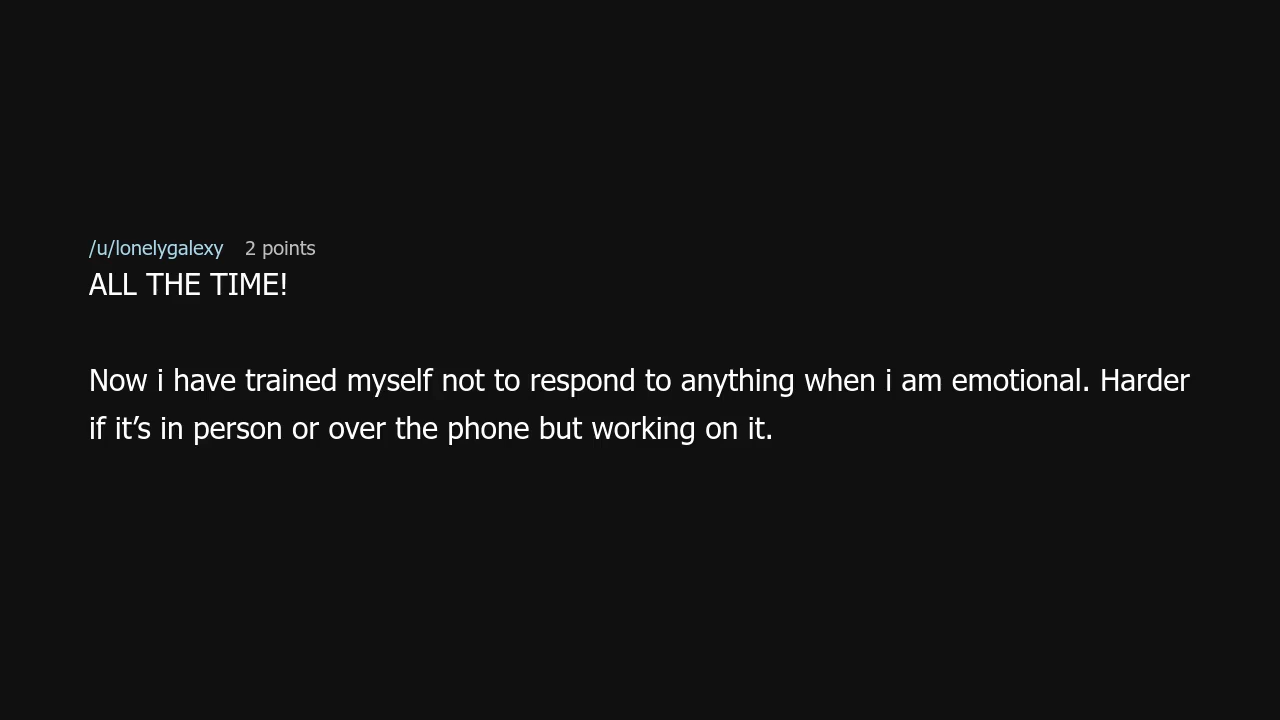 /u/lonelygalexy 2 points
ALL THE TIME!
Now i have trained myself not to respond to anything when i am emotional. Harder
if it’s in person or over the phone but working on it.